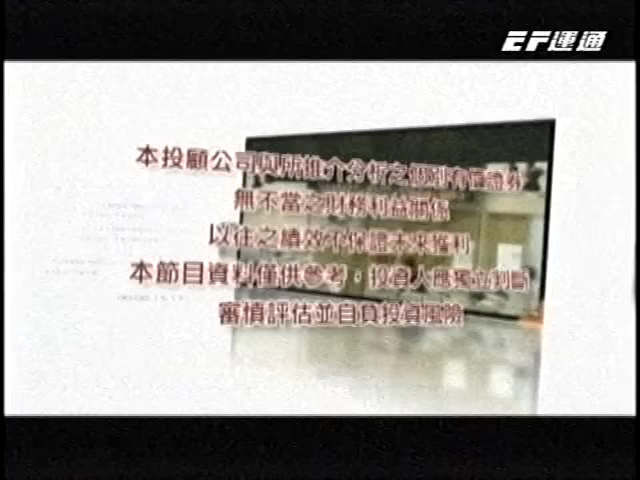 EF運通
本投顧公司與所推介分析之個別有價證券
無不當之財務利益關係
以往之績效不保證未來獲利
本節目資料僅供參考，投資人應獨立判斷
審慎評估並自負投資風險